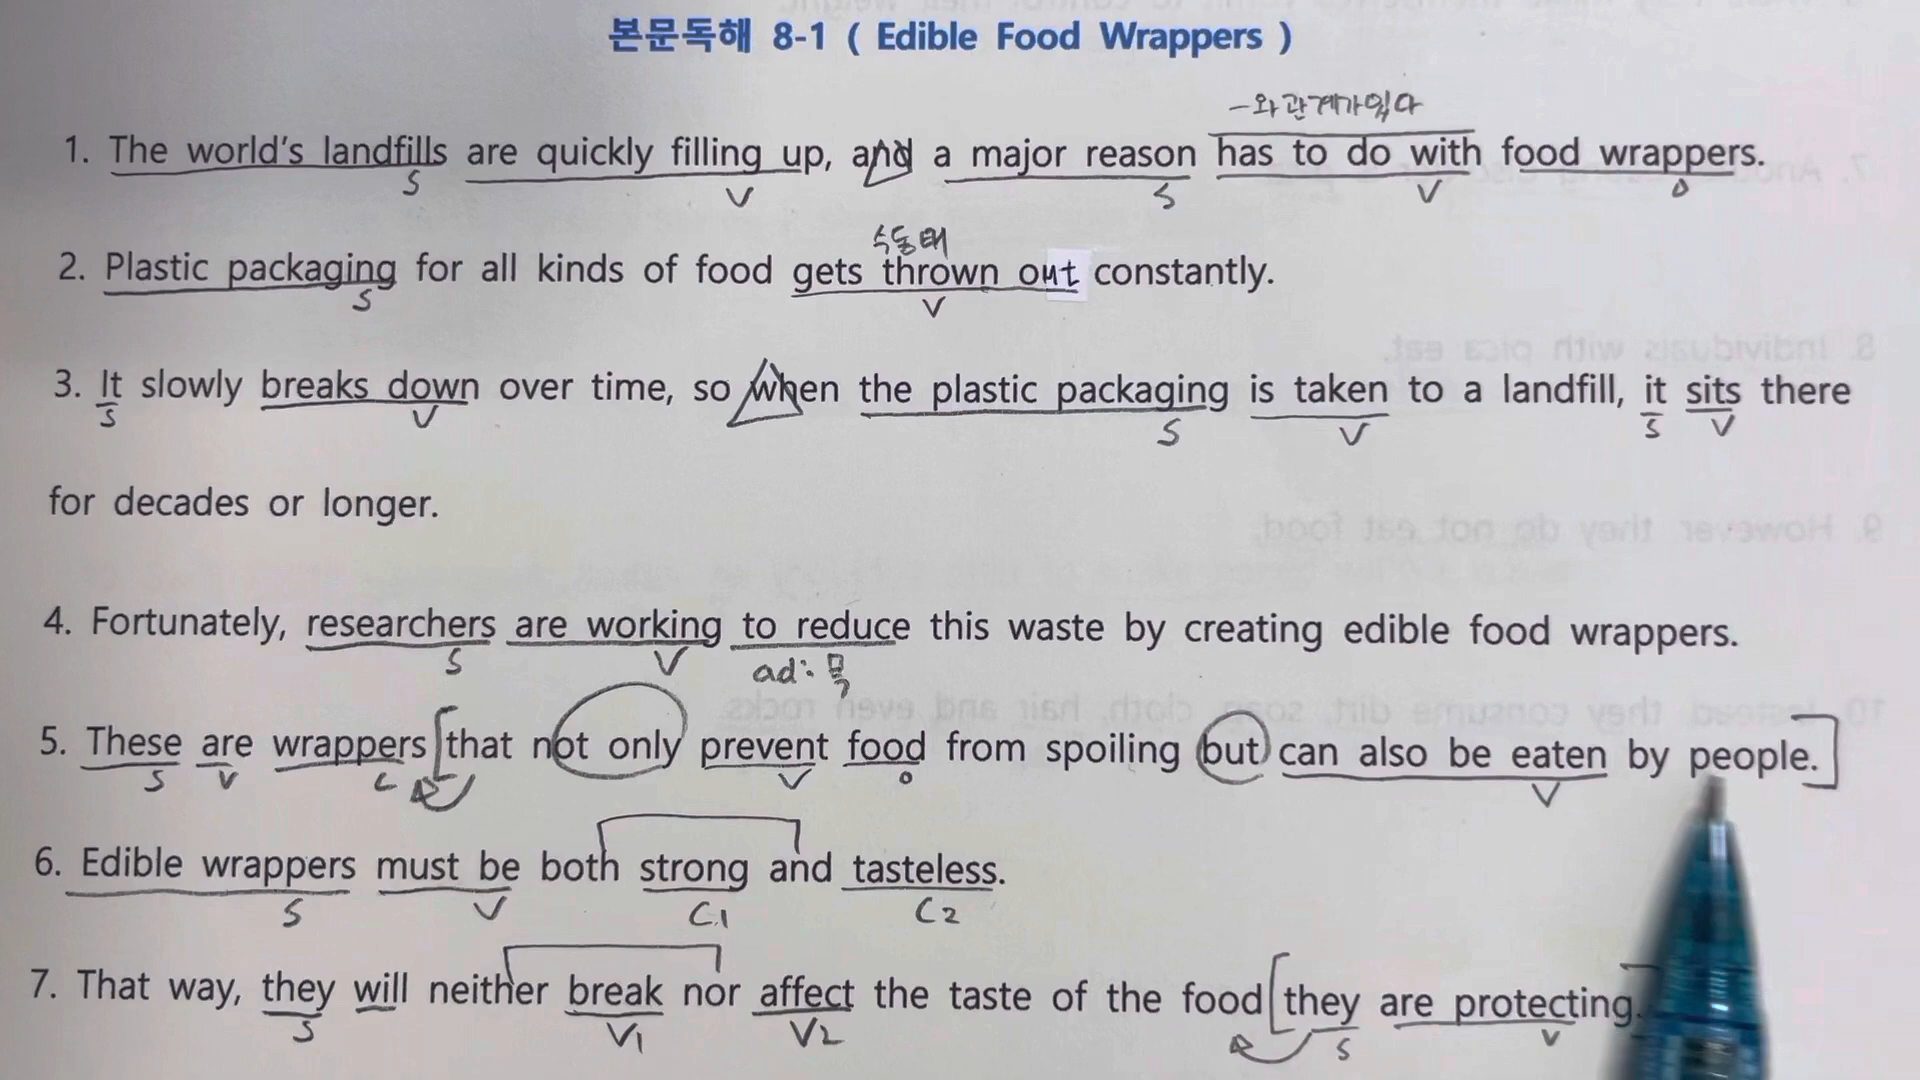 본문독해 8-1 ( Edible Food Wrappers )
-와 관계가 있다
1. The world's landfills are quickly filling up, and a major reason has to do with food wrappers.
S V S V O
수동태
2. Plastic packaging for all kinds of food gets thrown out constantly.
S V
3. It slowly breaks down over time, so when the plastic packaging is taken to a landfill, it sits there
S V S V S V
for decades or longer.
4. Fortunately, researchers are working to reduce this waste by creating edible food wrappers.
S V ad: 목
5. These are wrappers [that not only prevent food from spoiling but can also be eaten by people.]
S V C V O V
6. Edible wrappers must be both strong and tasteless.
S V C1 C2
7. That way, they will neither break nor affect the taste of the food [they are protecting.
S V1 V2 S V